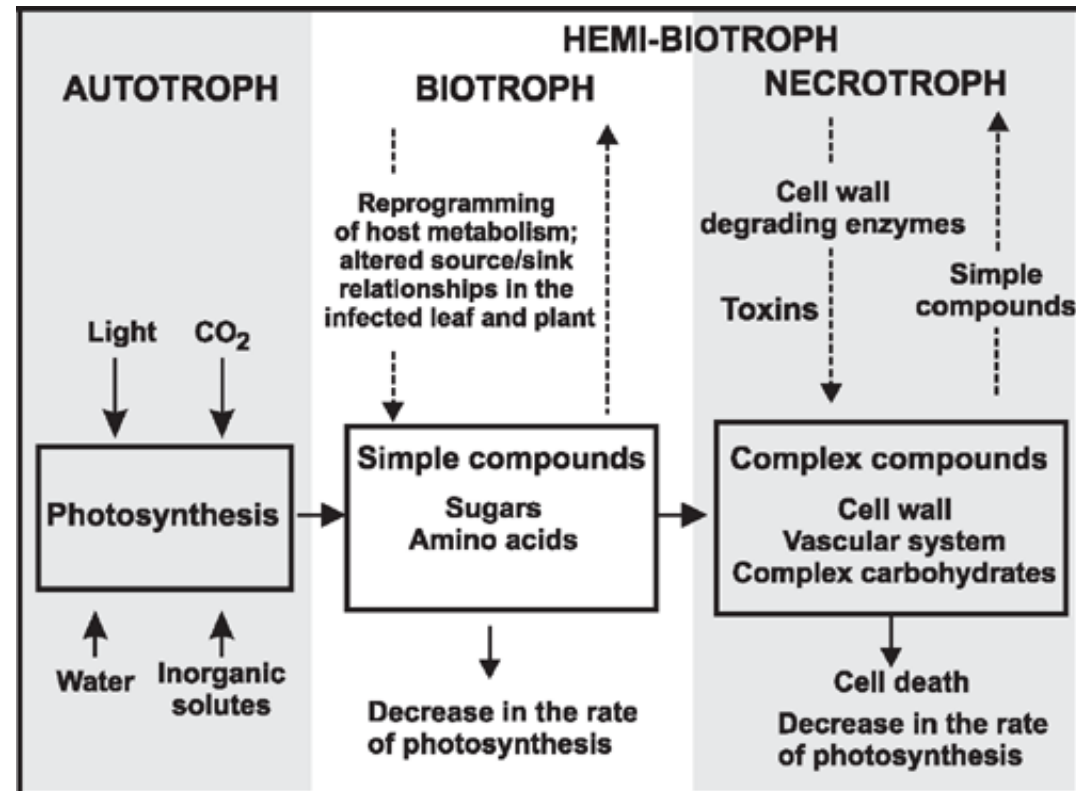 HEMI-BIOTROPH
AUTOTROPH
BIOTROPH
NECROTROPH
Light
CO₂
Photosynthesis
Water
Inorganic
solutes
Reprogramming
of host metabolism;
altered source/sink
relationships in the
infected leaf and plant
Simple compounds
Sugars
Amino acids
Decrease in the rate
of photosynthesis
Cell wall
degrading enzymes
Toxins
Simple
compounds
Complex compounds
Cell wall
Vascular system
Complex carbohydrates
Cell death
Decrease in the rate
of photosynthesis